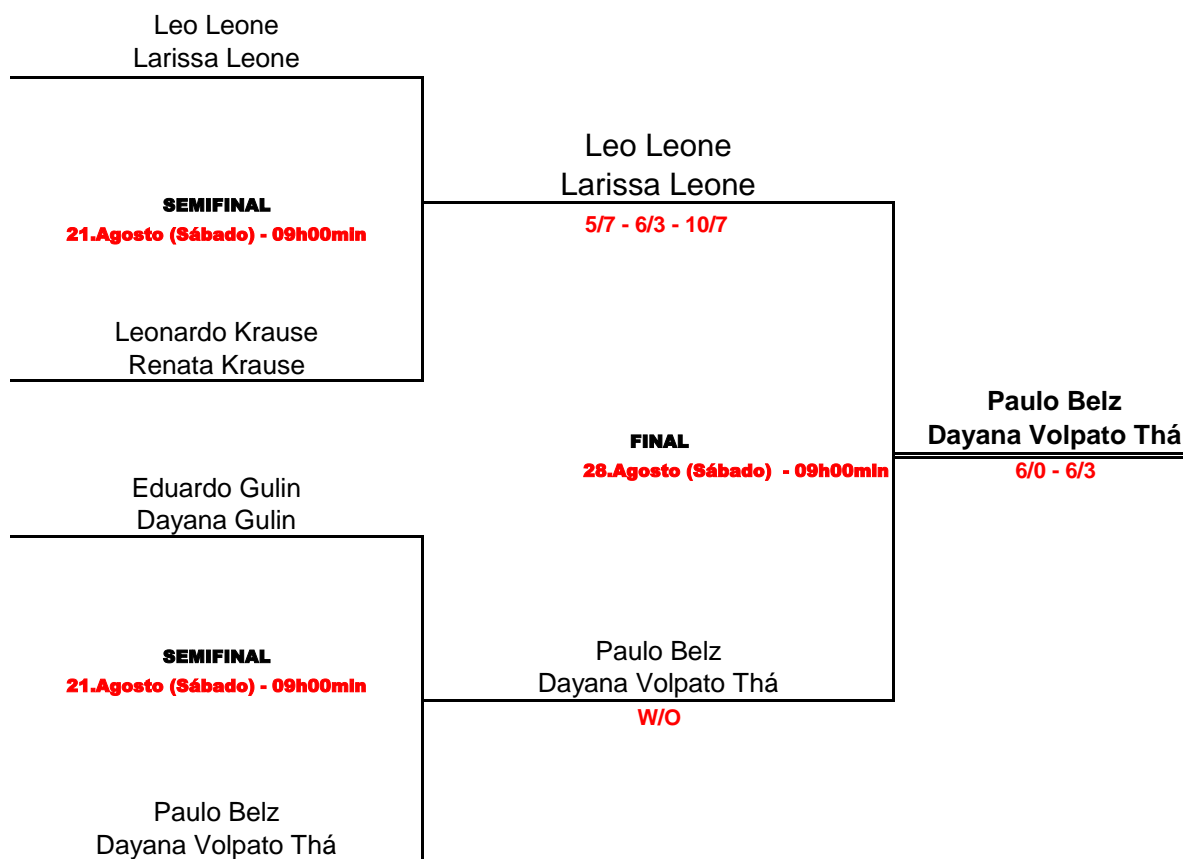 Leo Leone
Larissa Leone
SEMIFINAL
21.Agosto (Sábado) - 09h00min
Leonardo Krause
Renata Krause
Leo Leone
Larissa Leone
5/7 - 6/3 - 10/7
Eduardo Gulin
Dayana Gulin
SEMIFINAL
21.Agosto (Sábado) - 09h00min
Paulo Belz
Dayana Volpato Thá
Paulo Belz
Dayana Volpato Thá
W/O
FINAL
28.Agosto (Sábado)  - 09h00min
Paulo Belz
Dayana Volpato Thá
6/0 - 6/3